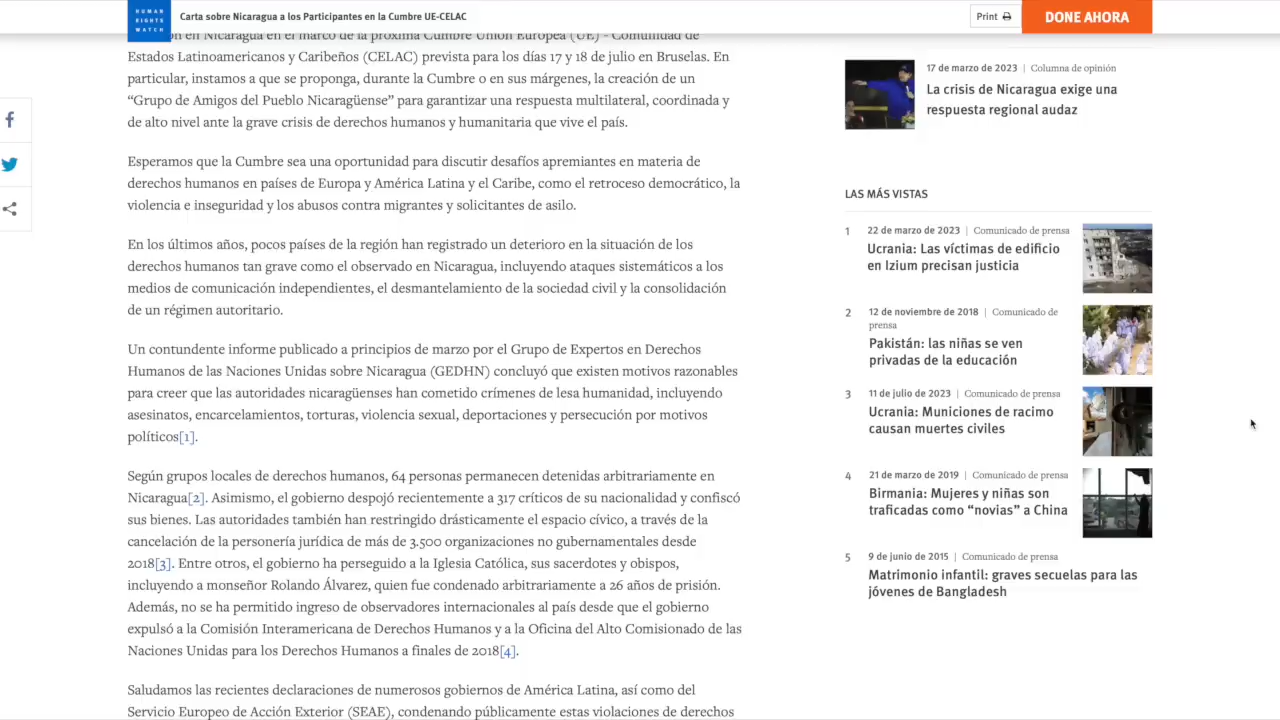 HUMAN
RIGHTS
WATCH
Carta sobre Nicaragua a los Participantes en la Cumbre UE-CELAC
Print
DONE AHORA
en Nicaragua en el marco de la próxima Cumbre Unión Europea (UE) - Comunidad de
Estados Latinoamericanos y Caribeños (CELAC) prevista para los días 17 y 18 de julio en Bruselas. En
particular, instamos a que se proponga, durante la Cumbre o en sus márgenes, la creación de un
“Grupo de Amigos del Pueblo Nicaragüense” para garantizar una respuesta multilateral, coordinada y
de alto nivel ante la grave crisis de derechos humanos y humanitaria que vive el país.
Esperamos que la Cumbre sea una oportunidad para discutir desafíos apremiantes en materia de
derechos humanos en países de Europa y América Latina y el Caribe, como el retroceso democrático, la
violencia e inseguridad y los abusos contra migrantes y solicitantes de asilo.
En los últimos años, pocos países de la región han registrado un deterioro en la situación de los
derechos humanos tan grave como el observado en Nicaragua, incluyendo ataques sistemáticos a los
medios de comunicación independientes, el desmantelamiento de la sociedad civil y la consolidación
de un régimen autoritario.
Un contundente informe publicado a principios de marzo por el Grupo de Expertos en Derechos
Humanos de las Naciones Unidas sobre Nicaragua (GEDHN) concluyó que existen motivos razonables
para creer que las autoridades nicaragüenses han cometido crímenes de lesa humanidad, incluyendo
asesinatos, encarcelamientos, torturas, violencia sexual, deportaciones y persecución por motivos
políticos[1].
Según grupos locales de derechos humanos, 64 personas permanecen detenidas arbitrariamente en
Nicaragua[2]. Asimismo, el gobierno despojó recientemente a 317 críticos de su nacionalidad y confiscó
sus bienes. Las autoridades también han restringido drásticamente el espacio cívico, a través de la
cancelación de la personería jurídica de más de 3.500 organizaciones no gubernamentales desde
2018[3]. Entre otros, el gobierno ha perseguido a la Iglesia Católica, sus sacerdotes y obispos,
incluyendo a monseñor Rolando Álvarez, quien fue condenado arbitrariamente a 26 años de prisión.
Además, no se ha permitido ingreso de observadores internacionales al país desde que el gobierno
expulsó a la Comisión Interamericana de Derechos Humanos y a la Oficina del Alto Comisionado de las
Naciones Unidas para los Derechos Humanos a finales de 2018[4].
Saludamos las recientes declaraciones de numerosos gobiernos de América Latina, así como del
Servicio Europeo de Acción Exterior (SEAE), condenando públicamente estas violaciones de derechos
17 de marzo de 2023 | Columna de opinión
La crisis de Nicaragua exige una
respuesta regional audaz
LAS MÁS VISTAS
1 22 de marzo de 2023 | Comunicado de prensa
Ucrania: Las víctimas de edificio
en Izium precisan justicia
2 12 de noviembre de 2018 | Comunicado de
prensa
Pakistán: las niñas se ven
privadas de la educación
3 11 de julio de 2023 | Comunicado de prensa
Ucrania: Municiones de racimo
causan muertes civiles
4 21 de marzo de 2019 | Comunicado de prensa
Birmania: Mujeres y niñas son
traficadas como “novias” a China
5 9 de junio de 2015 | Comunicado de prensa
Matrimonio infantil: graves secuelas para las
jóvenes de Bangladesh